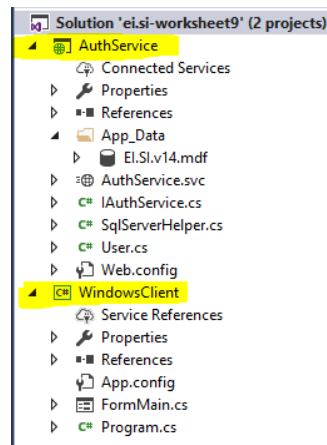 Solution 'ei.si-worksheet9' (2 projects)
AuthService
Connected Services
Properties
References
App_Data
EI.SI.v14.mdf
AuthService.svc
C# IAuthService.cs
C# SqlServerHelper.cs
C# User.cs
Web.config
C# WindowsClient
Service References
Properties
References
App.config
FormMain.cs
C# Program.cs